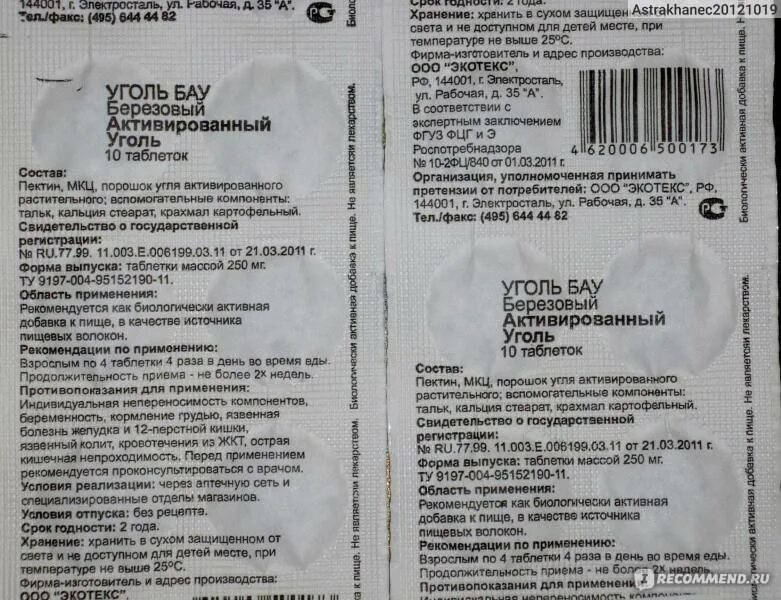 144001, г. Электросталь, ул. Рабочая, д. 35 "А".
Тел./факс: (495) 644 44 82
РСТ
УГОЛЬ БАУ
Березовый
Активированный
Уголь
10 таблеток
Состав:
Пектин, МКЦ, порошок угля активированного
растительного; вспомогательные компоненты:
тальк, кальция стеарат, крахмал картофельный.
Свидетельство о государственной
регистрации:
№ RU.77.99. 11.003.Е.006199.03.11 от 21.03.2011 г.
Форма выпуска: таблетки массой 250 мг.
ТУ 9197-004-95152190-11.
Область применения:
Рекомендуется как биологически активная
добавка к пище, в качестве источника
пищевых волокон.
Рекомендации по применению:
Взрослым по 4 таблетки 4 раза в день во время еды.
Продолжительность приема - не более 2х недель.
Противопоказания для применения:
Индивидуальная непереносимость компонентов,
беременность, кормление грудью, язвенная
болезнь желудка и 12-перстной кишки,
язвенный колит, кровотечения из ЖКТ, острая
кишечная непроходимость. Перед применением
рекомендуется проконсультироваться с врачом.
Условия реализации: через аптечную сеть и
специализированные отделы магазинов.
Условия отпуска: без рецепта.
Срок годности: 2 года.
Хранение: хранить в сухом защищенном от
света и не доступном для детей месте, при
температуре не выше 25ºС.
Фирма-изготовитель и адрес производства:
ООО "ЭКОТЕКС",
Биологически активная добавка к пище. Не является лекарством.
Срок годности: 2 года.
Хранение: хранить в сухом защищен
света и не доступном для детей месте, при
температуре не выше 25ºС.
Фирма-изготовитель и адрес производства:
ООО "ЭКОТЕКС",
РФ, 144001, г. Электросталь,
ул. Рабочая, д. 35 "А".
В соответствии с
экспертным заключением
ФГУЗ ФЦГ и Э
Роспотребнадзора
№ 10-2ФЦ/840 от 01.03.2011 г.
4 620006 500173
Организация, уполномоченная принимать
претензии от потребителей: ООО "ЭКОТЕКС", РФ,
144001, г. Электросталь, ул. Рабочая, д. 35 "А".
Тел./факс: (495) 644 44 82
РСТ
УГОЛЬ БАУ
Березовый
Активированный
Уголь
10 таблеток
Состав:
Пектин, МКЦ, порошок угля активированного
растительного; вспомогательные компоненты:
тальк, кальция стеарат, крахмал картофельный.
Свидетельство о государственной
регистрации:
№ RU.77.99. 11.003.Е.006199.03.11 от 21.03.2011 г.
Форма выпуска: таблетки массой 250 мг.
ТУ 9197-004-95152190-11.
Область применения:
Рекомендуется как биологически активная
добавка к пище, в качестве источника
пищевых волокон.
Рекомендации по применению:
Взрослым по 4 таблетки 4 раза в день во время еды.
Продолжительность приема - не более 2х недель.
Противопоказания для применения:
Индивидуальная непереносимость
Биологически активная добавка к пище. Не является лекарством.
Astrakhanec20121019
RECOMMEND.RU